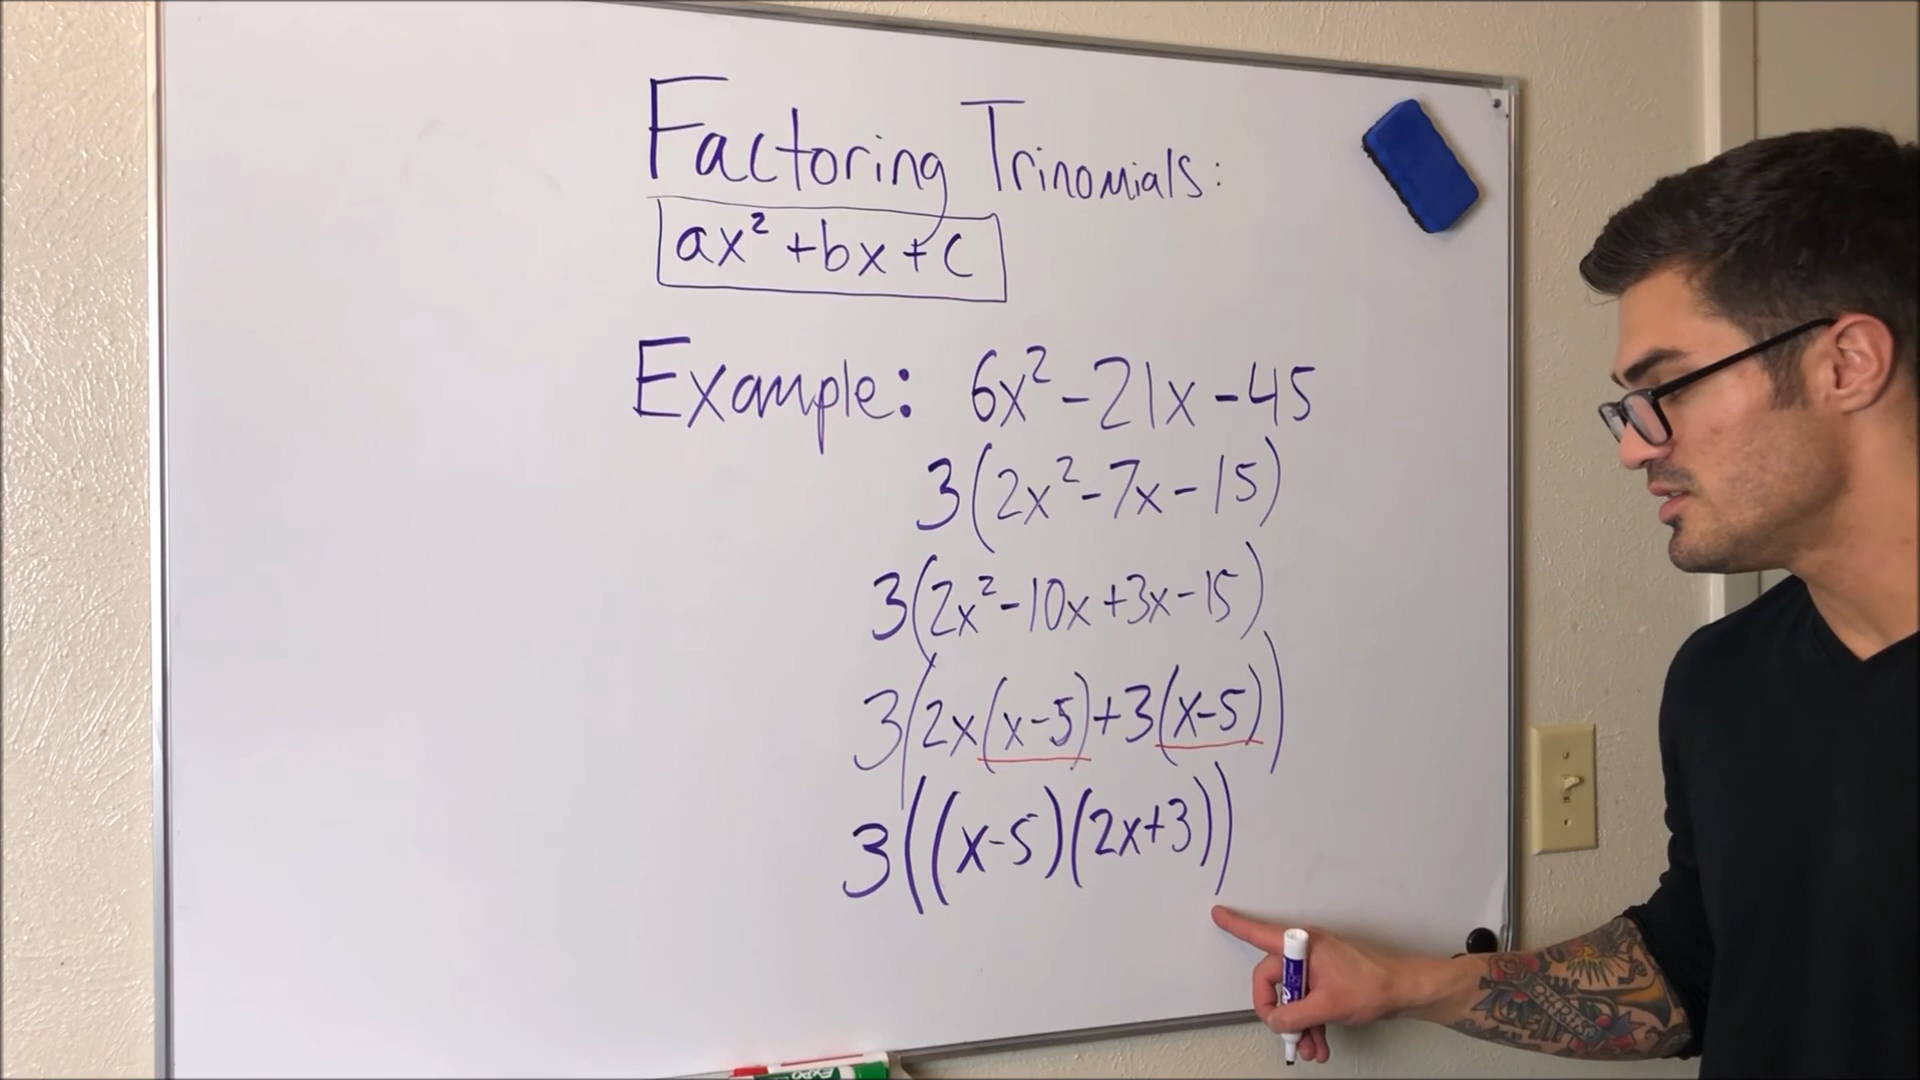 Factoring Trinomials:
ax² + bx + c
Example: 6x² - 21x - 45
3(2x² - 7x - 15)
3(2x² - 10x + 3x - 15)
3(2x(x - 5) + 3(x - 5))
3((x - 5)(2x + 3))
EXPO